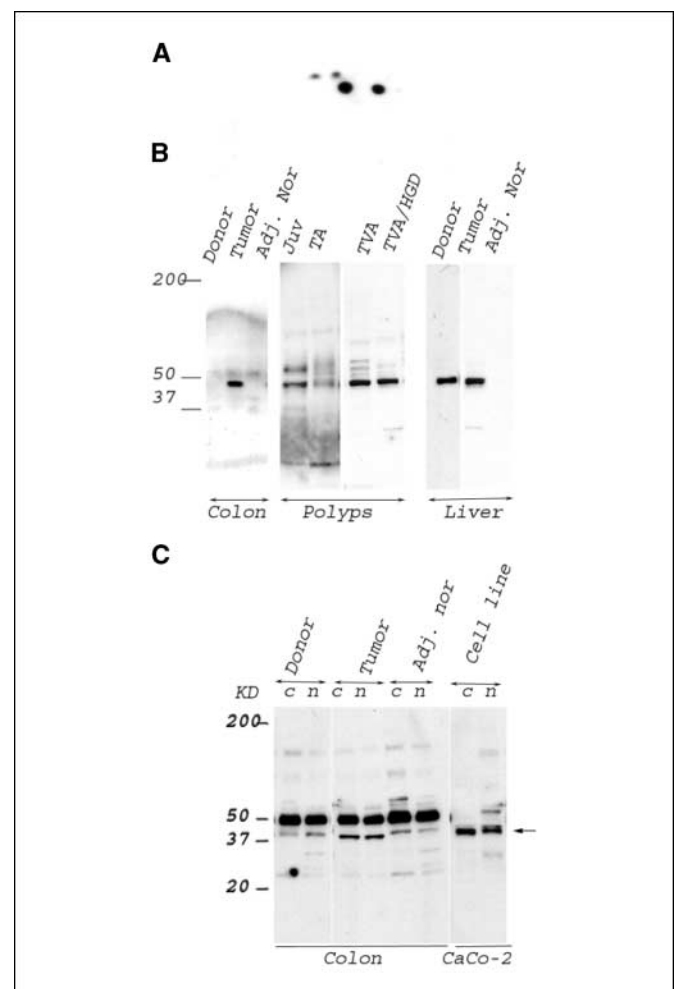 A
B
Donor Tumor Adj. Nor Juv TA TVA TVA/HGD Donor Tumor Adj. Nor
200
50
37
Colon Polyps Liver
C
Donor Tumor Adj. nor Cell line
KD c n c n c n c n
200
50
37
20
Colon CaCo-2